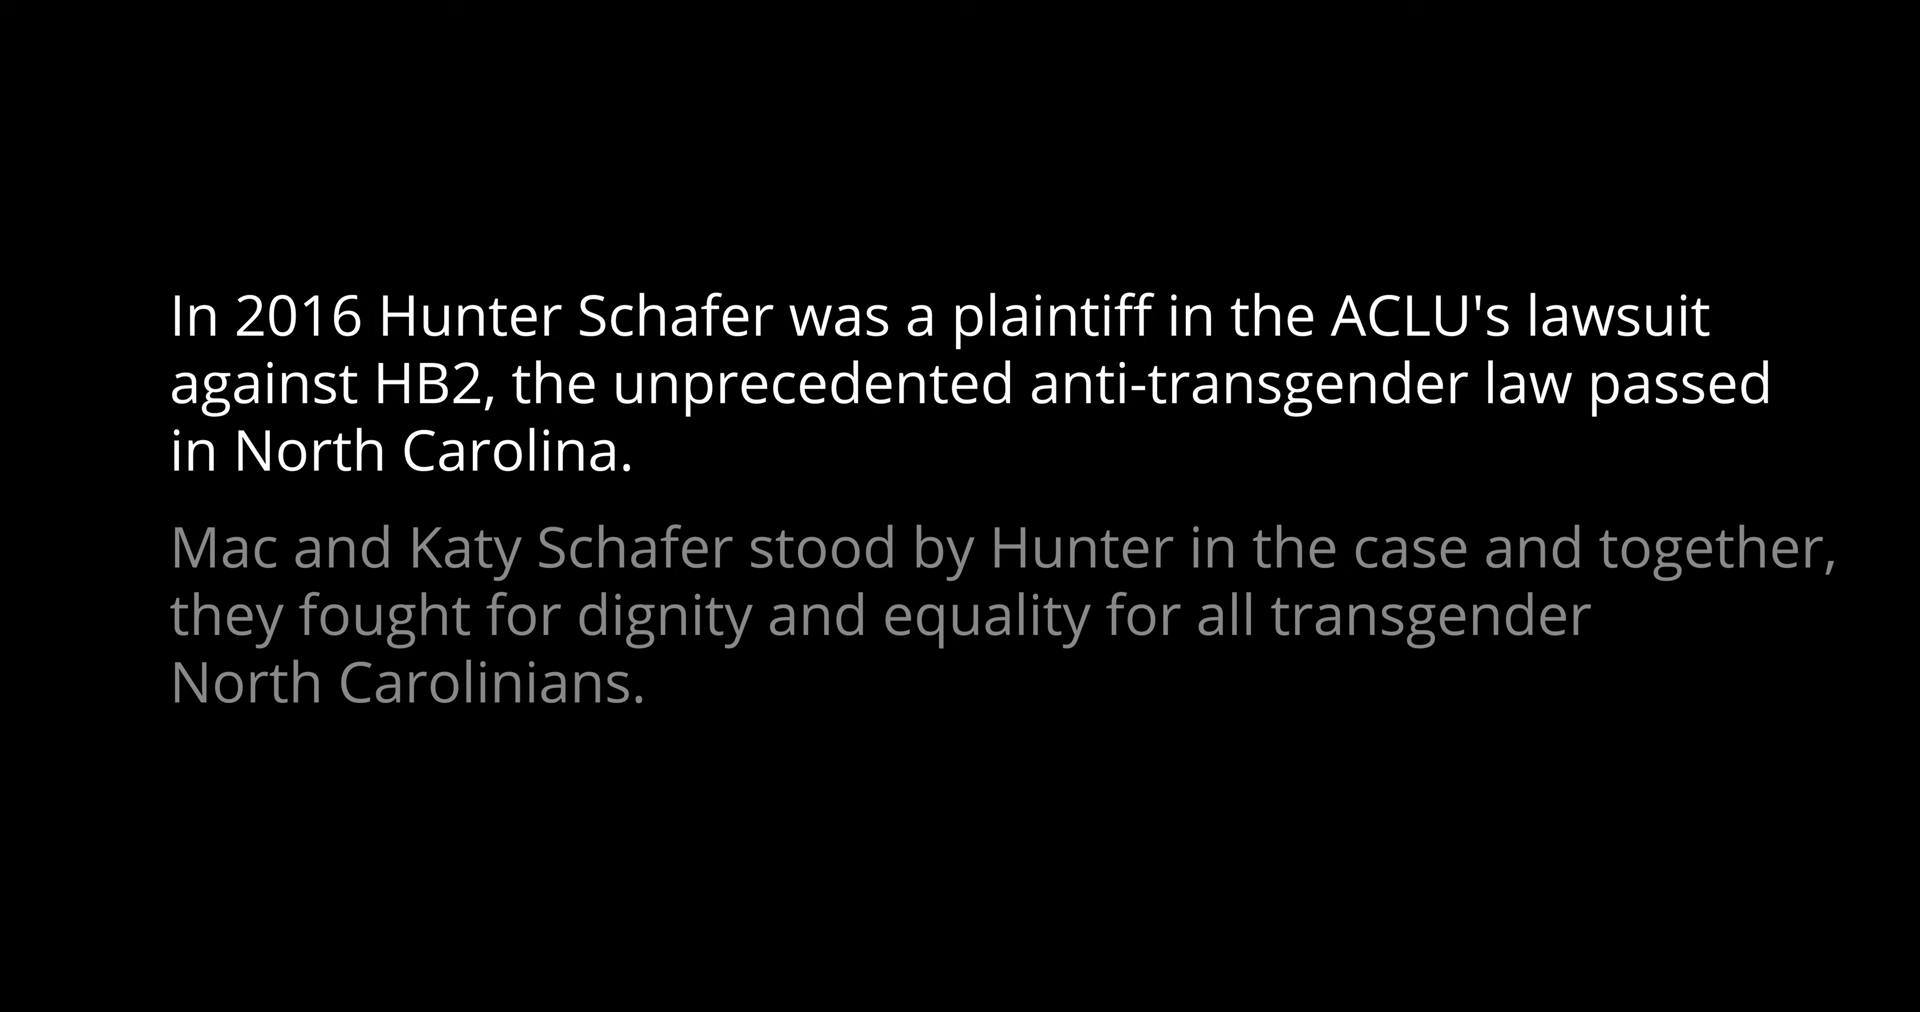 In 2016 Hunter Schafer was a plaintiff in the ACLU's lawsuit
against HB2, the unprecedented anti-transgender law passed
in North Carolina.
Mac and Katy Schafer stood by Hunter in the case and together,
they fought for dignity and equality for all transgender
North Carolinians.